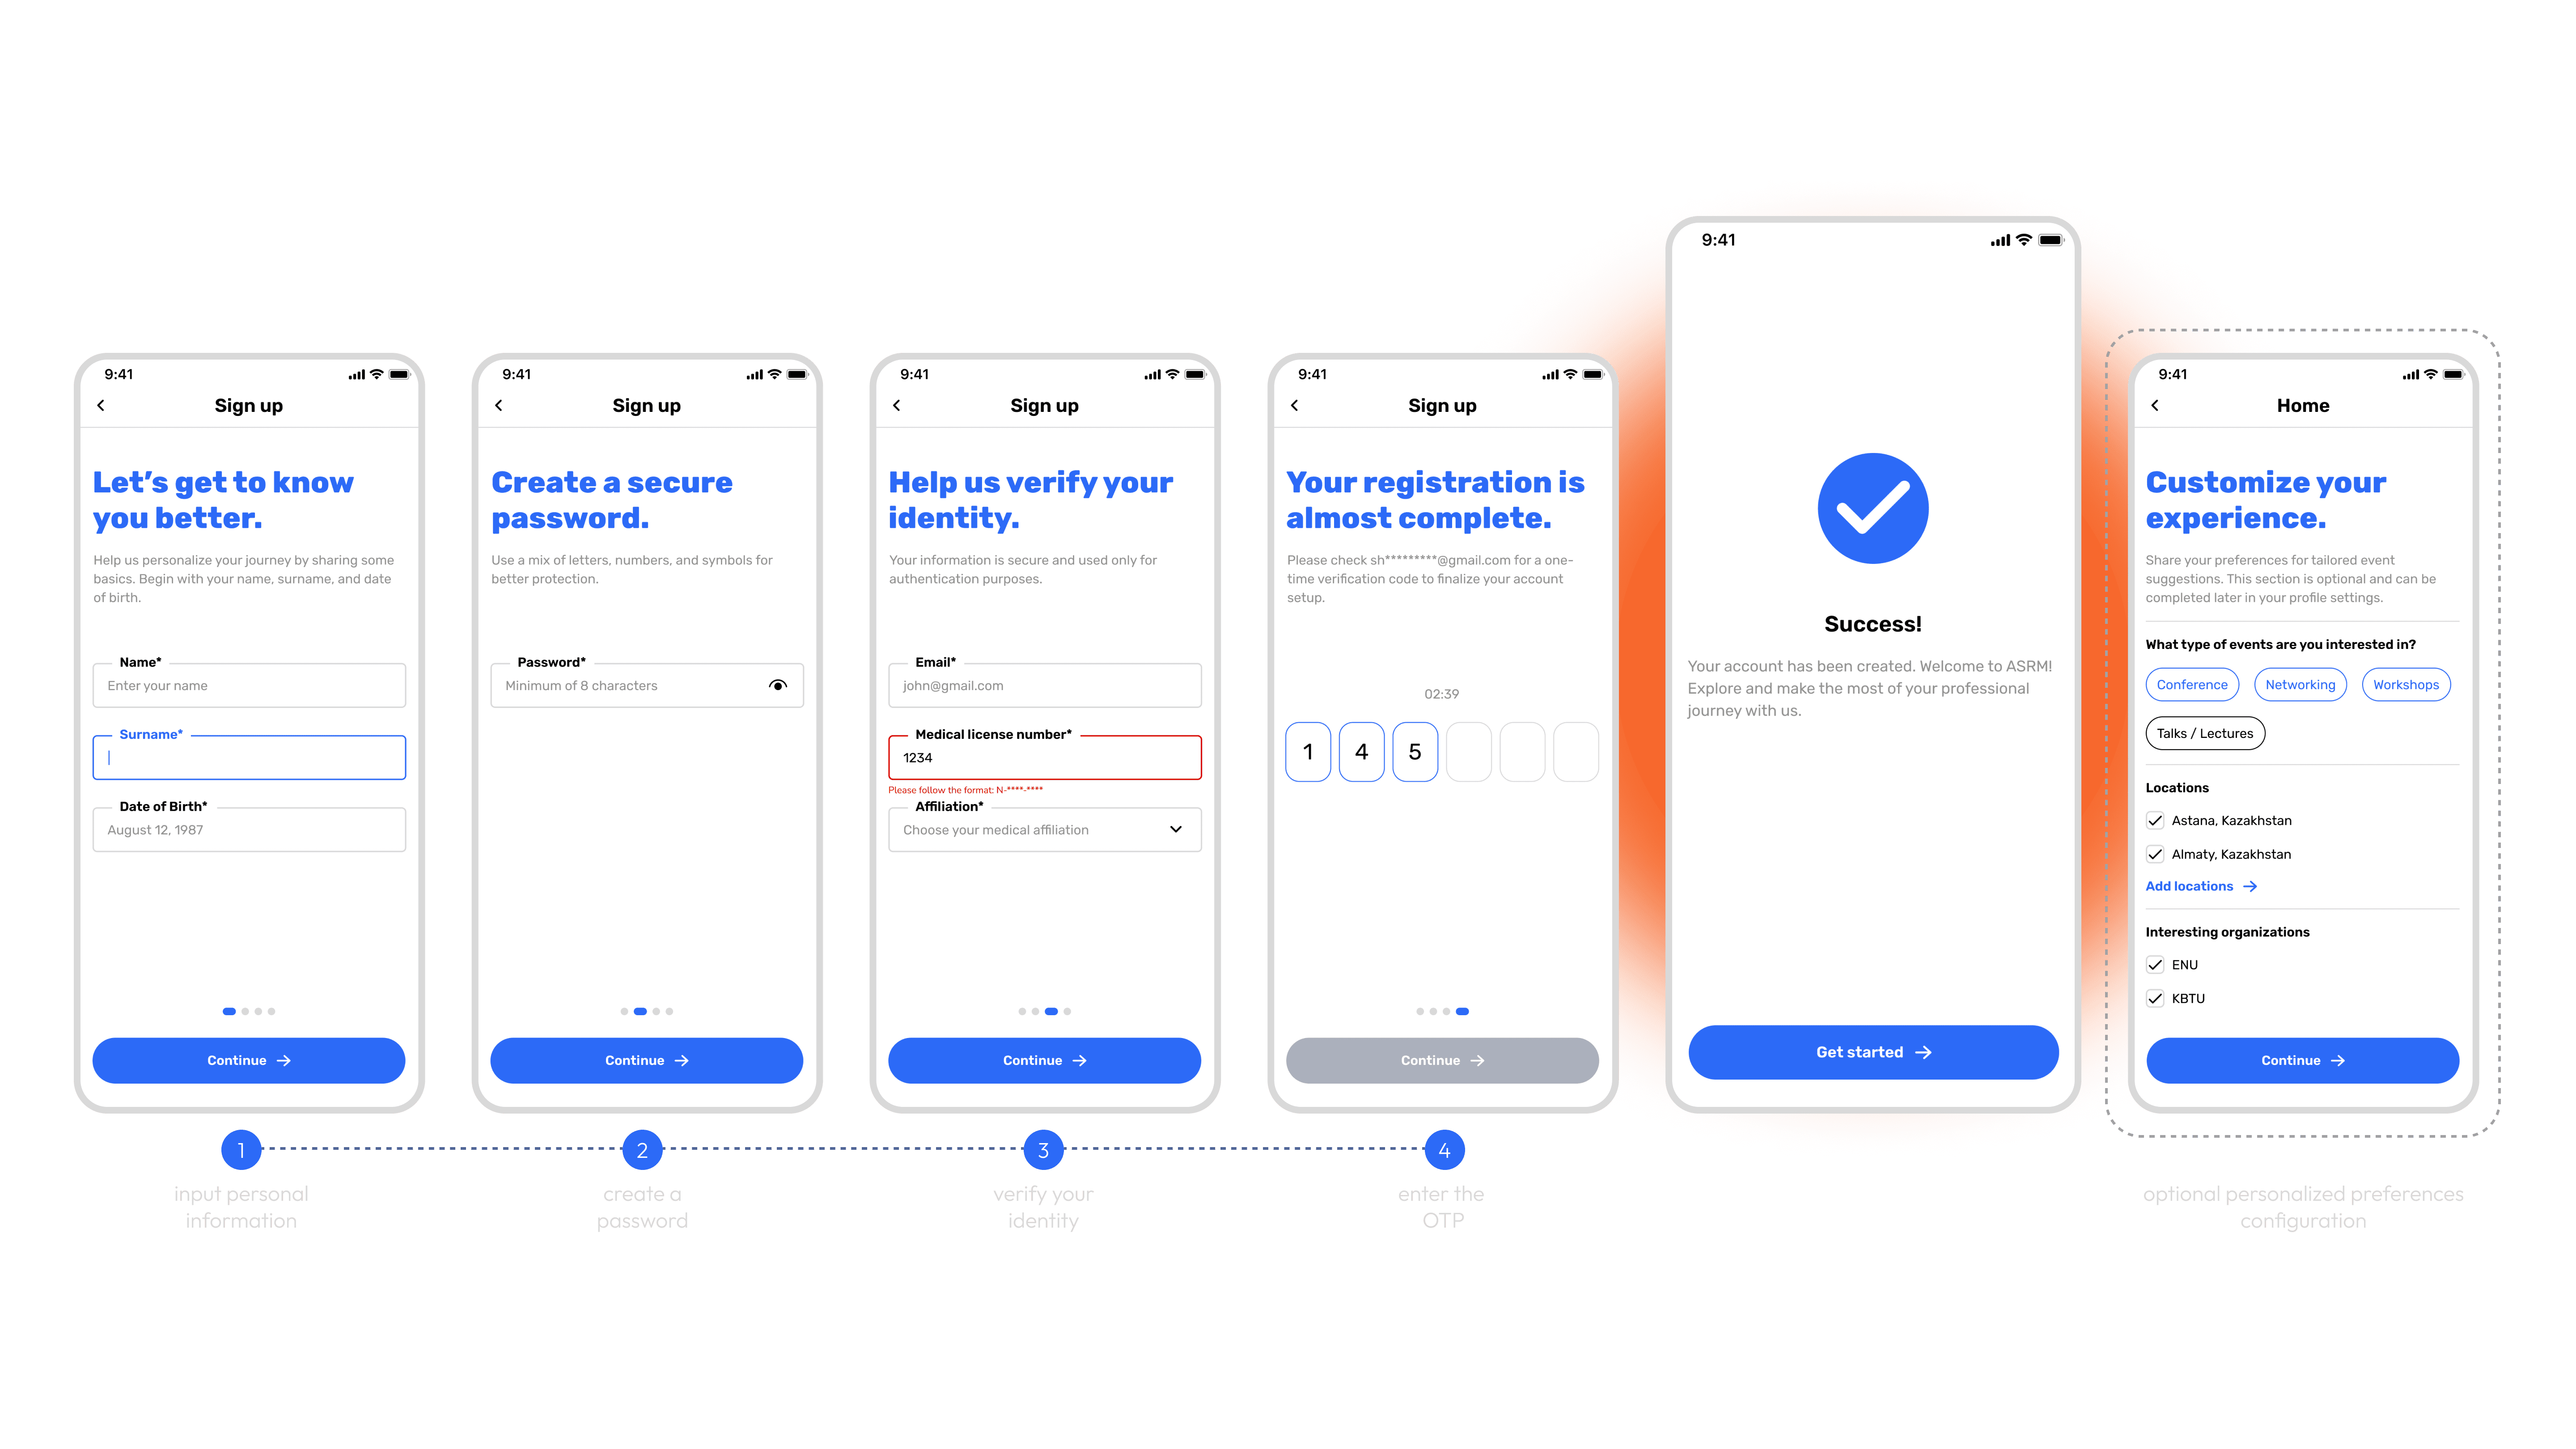 9:41
Sign up
Let's get to know
you better.
Help us personalize your journey by sharing some
basics. Begin with your name, surname, and date
of birth.
Name*
Enter your name
Surname*
Date of Birth*
August 12, 1987
Continue
1
input personal
information
9:41
Sign up
Create a secure
password.
Use a mix of letters, numbers, and symbols for
better protection.
Password*
Minimum of 8 characters
Continue
2
create a
password
9:41
Sign up
Help us verify your
identity.
Your information is secure and used only for
authentication purposes.
Email*
john@gmail.com
Medical license number*
1234
Please follow the format: N-****-****
Affiliation*
Choose your medical affiliation
Continue
3
verify your
identity
9:41
Sign up
Your registration is
almost complete.
Please check sh*********@gmail.com for a one-
time verification code to finalize your account
setup.
02:39
1 4 5
Continue
4
enter the
OTP
9:41
Success!
Your account has been created. Welcome to ASRM!
Explore and make the most of your professional
journey with us.
Get started
9:41
Home
Customize your
experience.
Share your preferences for tailored event
suggestions. This section is optional and can be
completed later in your profile settings.
What type of events are you interested in?
Conference Networking Workshops
Talks / Lectures
Locations
Astana, Kazakhstan
Almaty, Kazakhstan
Add locations
Interesting organizations
ENU
KBTU
Continue
optional personalized preferences
configuration